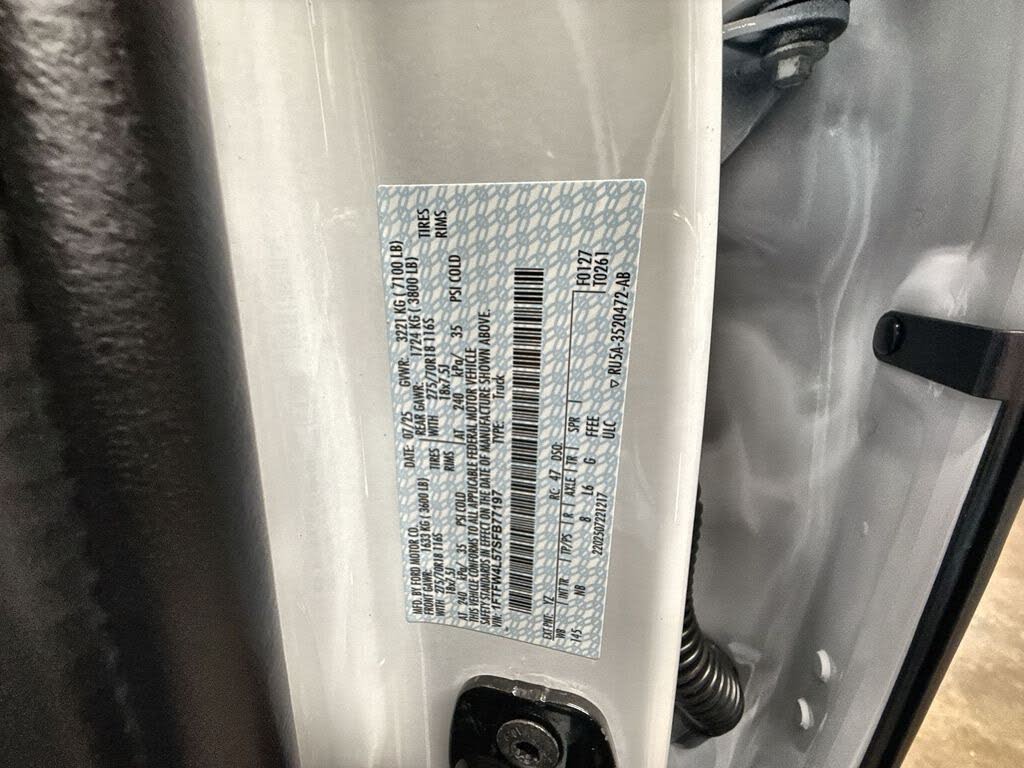 MFD. BY FORD MOTOR CO. DATE: 07/25 GVWR: 3221 KG ( 7100 LB)
FRONT GAWR: 1633 KG ( 3600 LB) REAR GAWR: 1724 KG ( 3800 LB)
WITH 275/70R18 116S TIRES WITH 275/70R18 116S TIRES
18x7.5J RIMS 18x7.5J RIMS
AT 240 kPa/ 35 PSI COLD AT 240 kPa/ 35 PSI COLD
THIS VEHICLE CONFORMS TO ALL APPLICABLE FEDERAL MOTOR VEHICLE
SAFETY STANDARDS IN EFFECT ON THE DATE OF MANUFACTURE SHOWN ABOVE.
VIN: 1FTFW4L57SFB77197 TYPE: Truck
F0127
T0261
EXT PNT: YZ RC: 47 DSO:
WB INT TR TP/PS R AXLE TR SPR
145 MB 8 L6 G FFEE
2202507221217 ULC
▽ RU5A-3520472-AB